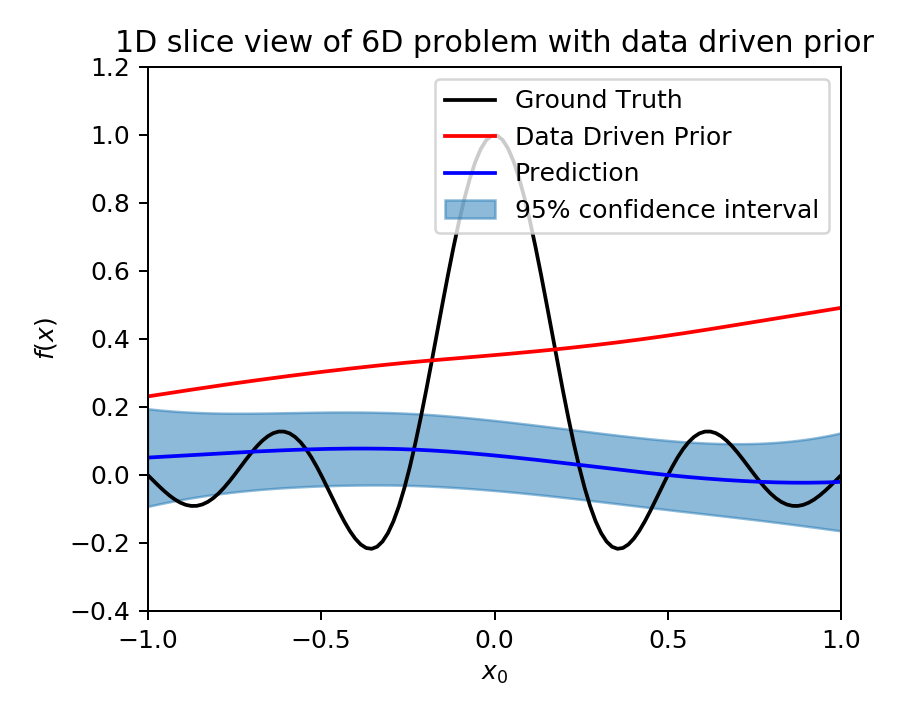 1D slice view of 6D problem with data driven prior
1.2
1.0
0.8
0.6
0.4
0.2
0.0
−0.2
−0.4
f(x)
Ground Truth
Data Driven Prior
Prediction
95% confidence interval
−1.0 −0.5 0.0 0.5 1.0
x₀